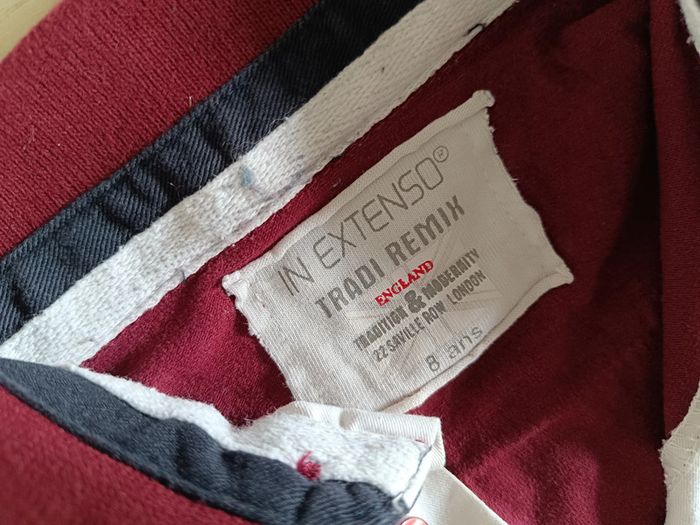 IN EXTENSO®
TRADI REMIX
ENGLAND
TRADITION & MODERNITY
22 SAVILLE ROW LONDON
8 ans